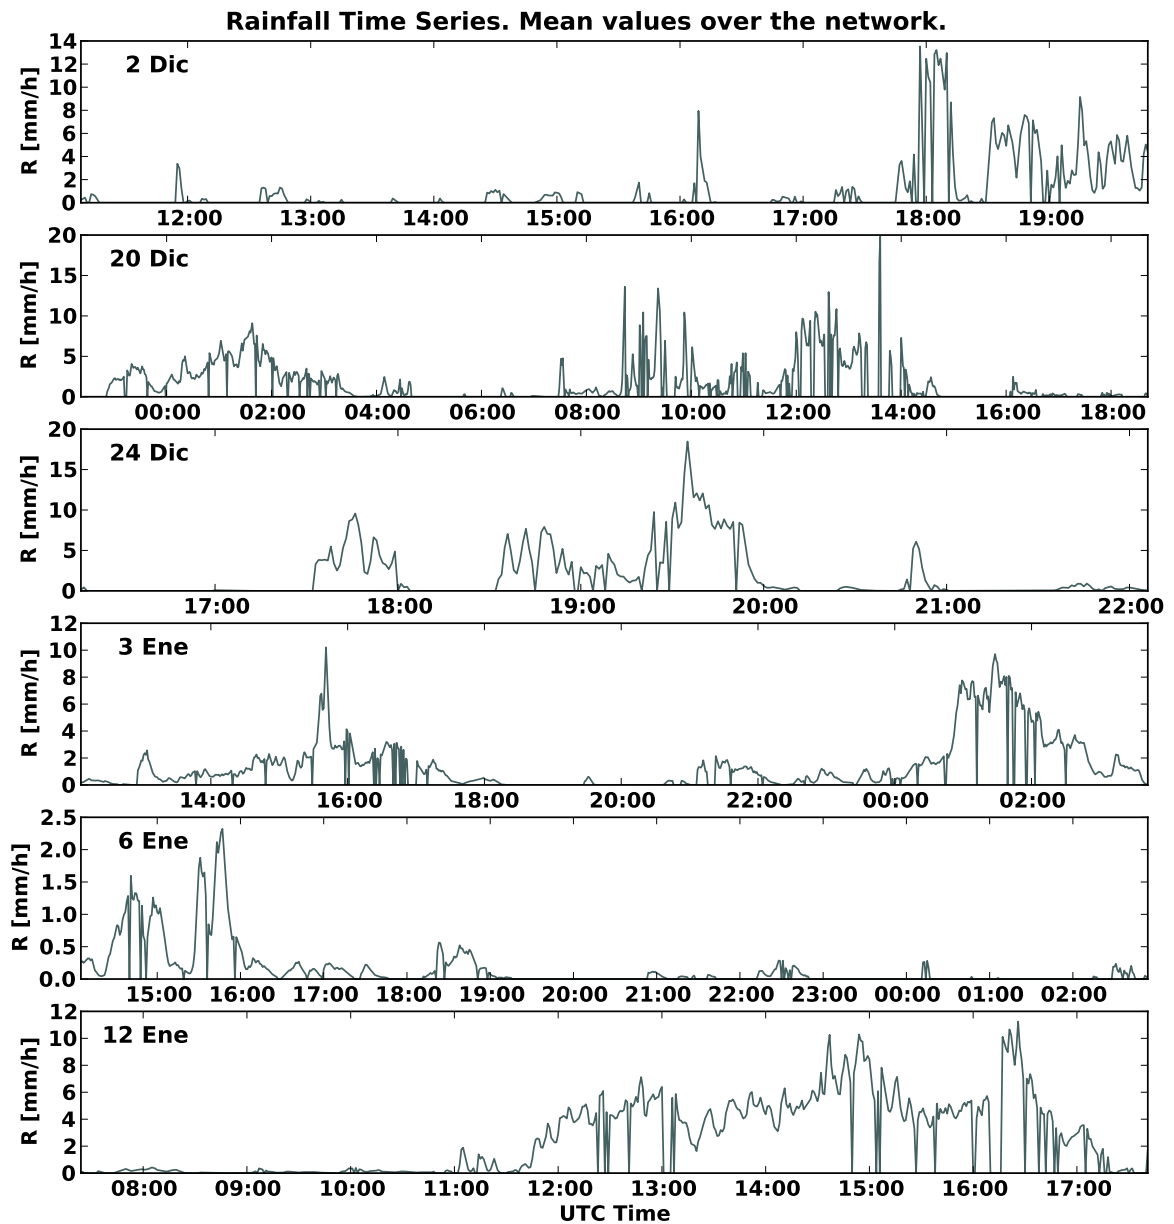 Rainfall Time Series. Mean values over the network.
14
12
10
8
6
4
2
0
R [mm/h]
2 Dic
12:00 13:00 14:00 15:00 16:00 17:00 18:00 19:00
20
15
10
5
0
R [mm/h]
20 Dic
00:00 02:00 04:00 06:00 08:00 10:00 12:00 14:00 16:00 18:00
20
15
10
5
0
R [mm/h]
24 Dic
17:00 18:00 19:00 20:00 21:00 22:00
12
10
8
6
4
2
0
R [mm/h]
3 Ene
14:00 16:00 18:00 20:00 22:00 00:00 02:00
2.5
2.0
1.5
1.0
0.5
0.0
R [mm/h]
6 Ene
15:00 16:00 17:00 18:00 19:00 20:00 21:00 22:00 23:00 00:00 01:00 02:00
12
10
8
6
4
2
0
R [mm/h]
12 Ene
08:00 09:00 10:00 11:00 12:00 13:00 14:00 15:00 16:00 17:00
UTC Time